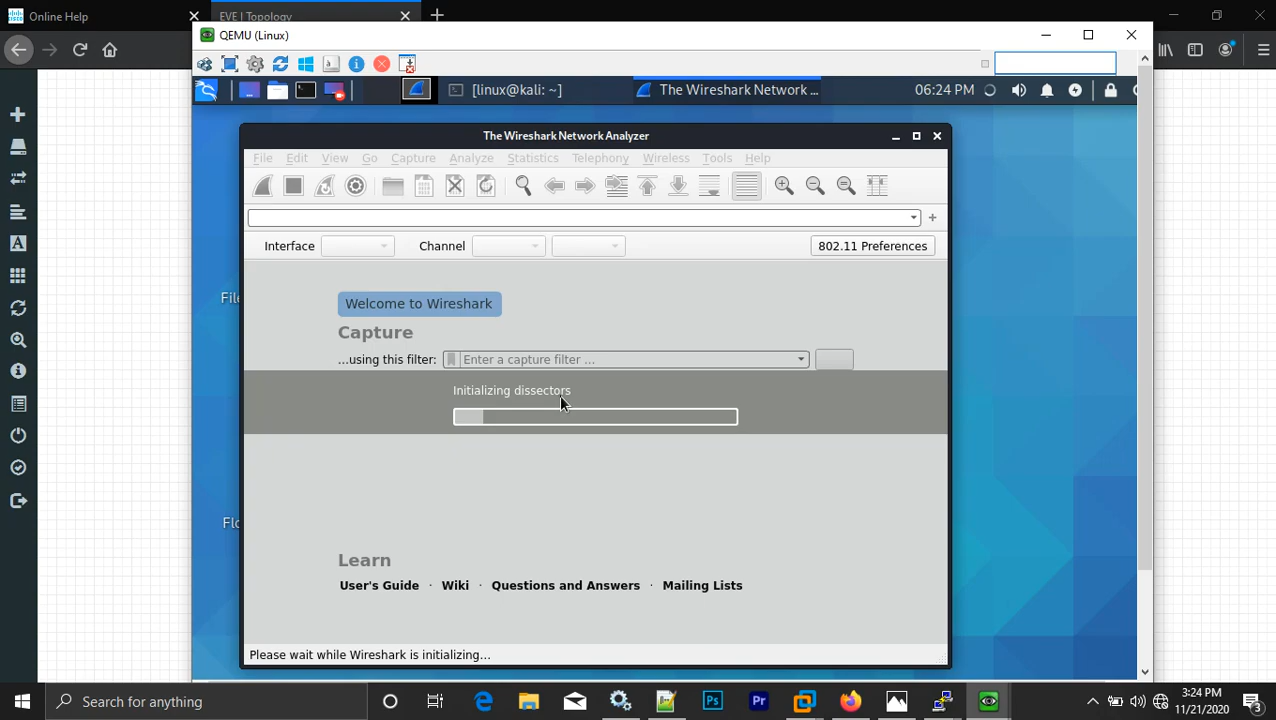 Online Help
EVE | Topology
QEMU (Linux)
[linux@kali: ~]
The Wireshark Network ...
06:24 PM
The Wireshark Network Analyzer
File Edit View Go Capture Analyze Statistics Telephony Wireless Tools Help
Interface
Channel
802.11 Preferences
Welcome to Wireshark
Capture
...using this filter:
Enter a capture filter ...
Initializing dissectors
Learn
User's Guide · Wiki · Questions and Answers · Mailing Lists
Please wait while Wireshark is initializing...
Search for anything
3:24 PM
11/21/2020
3